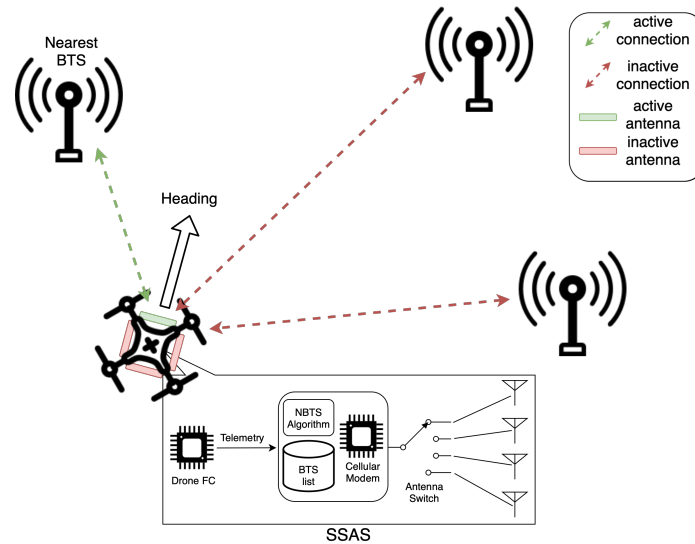 Nearest
BTS
active
connection
inactive
connection
active
antenna
inactive
antenna
Heading
NBTS
Algorithm
Telemetry
BTS
list
Cellular
Modem
Drone FC
Antenna
Switch
SSAS